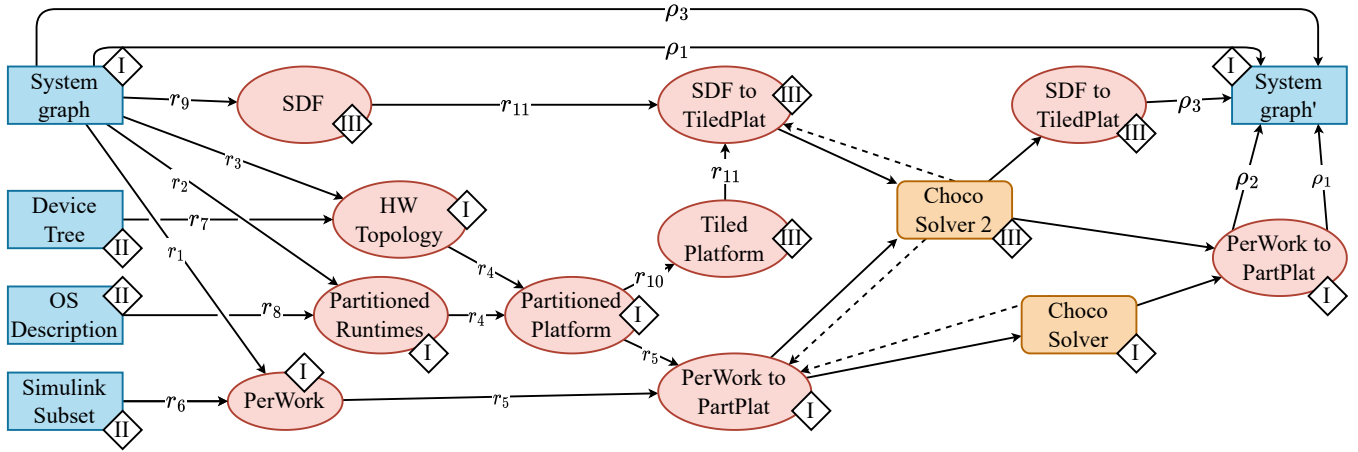 ρ3
ρ1
System
graph
I
r9
SDF
III
r11
SDF to
TiledPlat
III
SDF to
TiledPlat
III
ρ3
I
System
graph'
r3
r2
r11
Device
Tree
II
r7
r1
HW
Topology
I
Tiled
Platform
III
Choco
Solver 2
III
ρ2
ρ1
PerWork to
PartPlat
I
r4
r10
OS
Description
II
r8
Partitioned
Runtimes
I
r4
Partitioned
Platform
I
r5
Choco
Solver
I
Simulink
Subset
II
r6
PerWork
I
r5
PerWork to
PartPlat
I